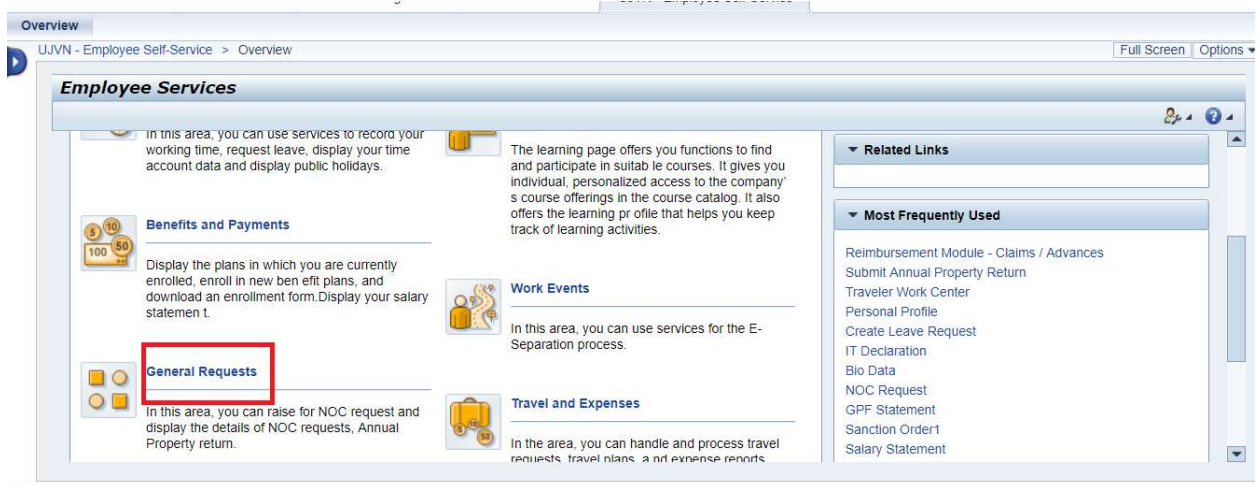 Overview
UJVN - Employee Self-Service > Overview
Full Screen
Options
Employee Services
In this area, you can use services to record your
working time, request leave, display your time
account data and display public holidays.
Benefits and Payments
Display the plans in which you are currently
enrolled, enroll in new ben efit plans, and
download an enrollment form.Display your salary
statemen t.
General Requests
In this area, you can raise for NOC request and
display the details of NOC requests, Annual
Property return.
The learning page offers you functions to find
and participate in suitab le courses. It gives you
individual, personalized access to the company'
s course offerings in the course catalog. It also
offers the learning pr ofile that helps you keep
track of learning activities.
Work Events
In this area, you can use services for the E-
Separation process.
Travel and Expenses
In the area, you can handle and process travel
requests, travel plans, a nd expense reports
Related Links
Most Frequently Used
Reimbursement Module - Claims / Advances
Submit Annual Property Return
Traveler Work Center
Personal Profile
Create Leave Request
IT Declaration
Bio Data
NOC Request
GPF Statement
Sanction Order1
Salary Statement
5 10
100 50
5 10
50